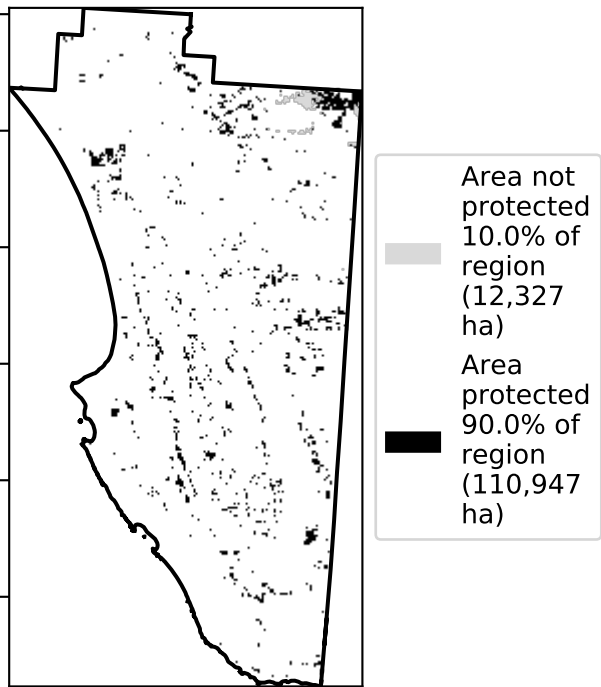 Area not
protected
10.0% of
region
(12,327
ha)
Area
protected
90.0% of
region
(110,947
ha)